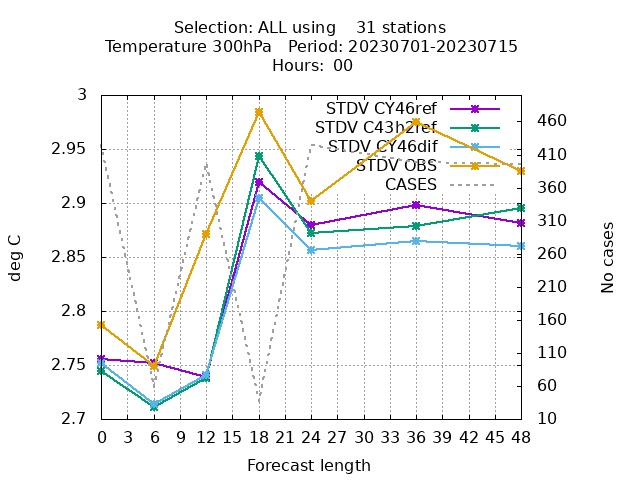 Selection: ALL using    31 stations
Temperature 300hPa   Period: 20230701-20230715
Hours:  00
STDV CY46ref
STDV C43h2ref
STDV CY46dif
STDV OBS
CASES
3
2.95
2.9
2.85
2.8
2.75
2.7
deg C
460
410
360
310
260
210
160
110
60
10
No cases
0 3 6 9 12 15 18 21 24 27 30 33 36 39 42 45 48
Forecast length